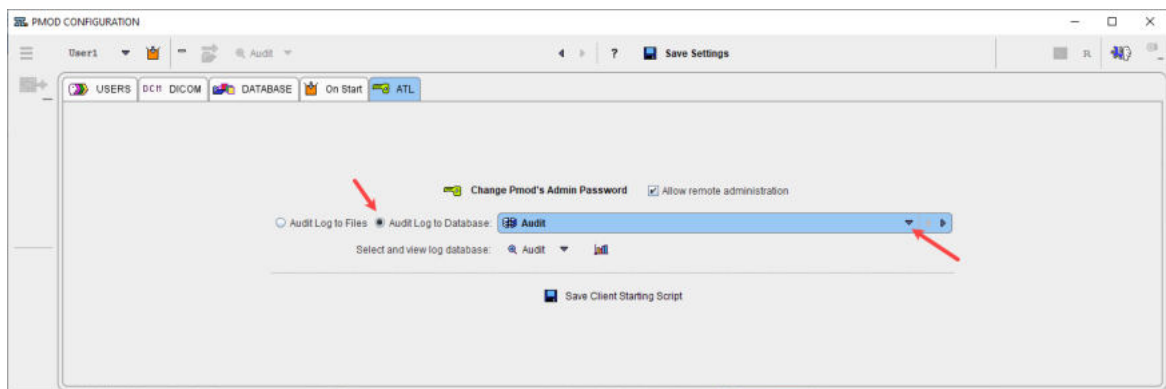 PMOD CONFIGURATION
User1 Audit ? Save Settings R
USERS DCM DICOM DATABASE On Start ATL
Change Pmod's Admin Password Allow remote administration
Audit Log to Files Audit Log to Database: Audit
Select and view log database: Audit
Save Client Starting Script